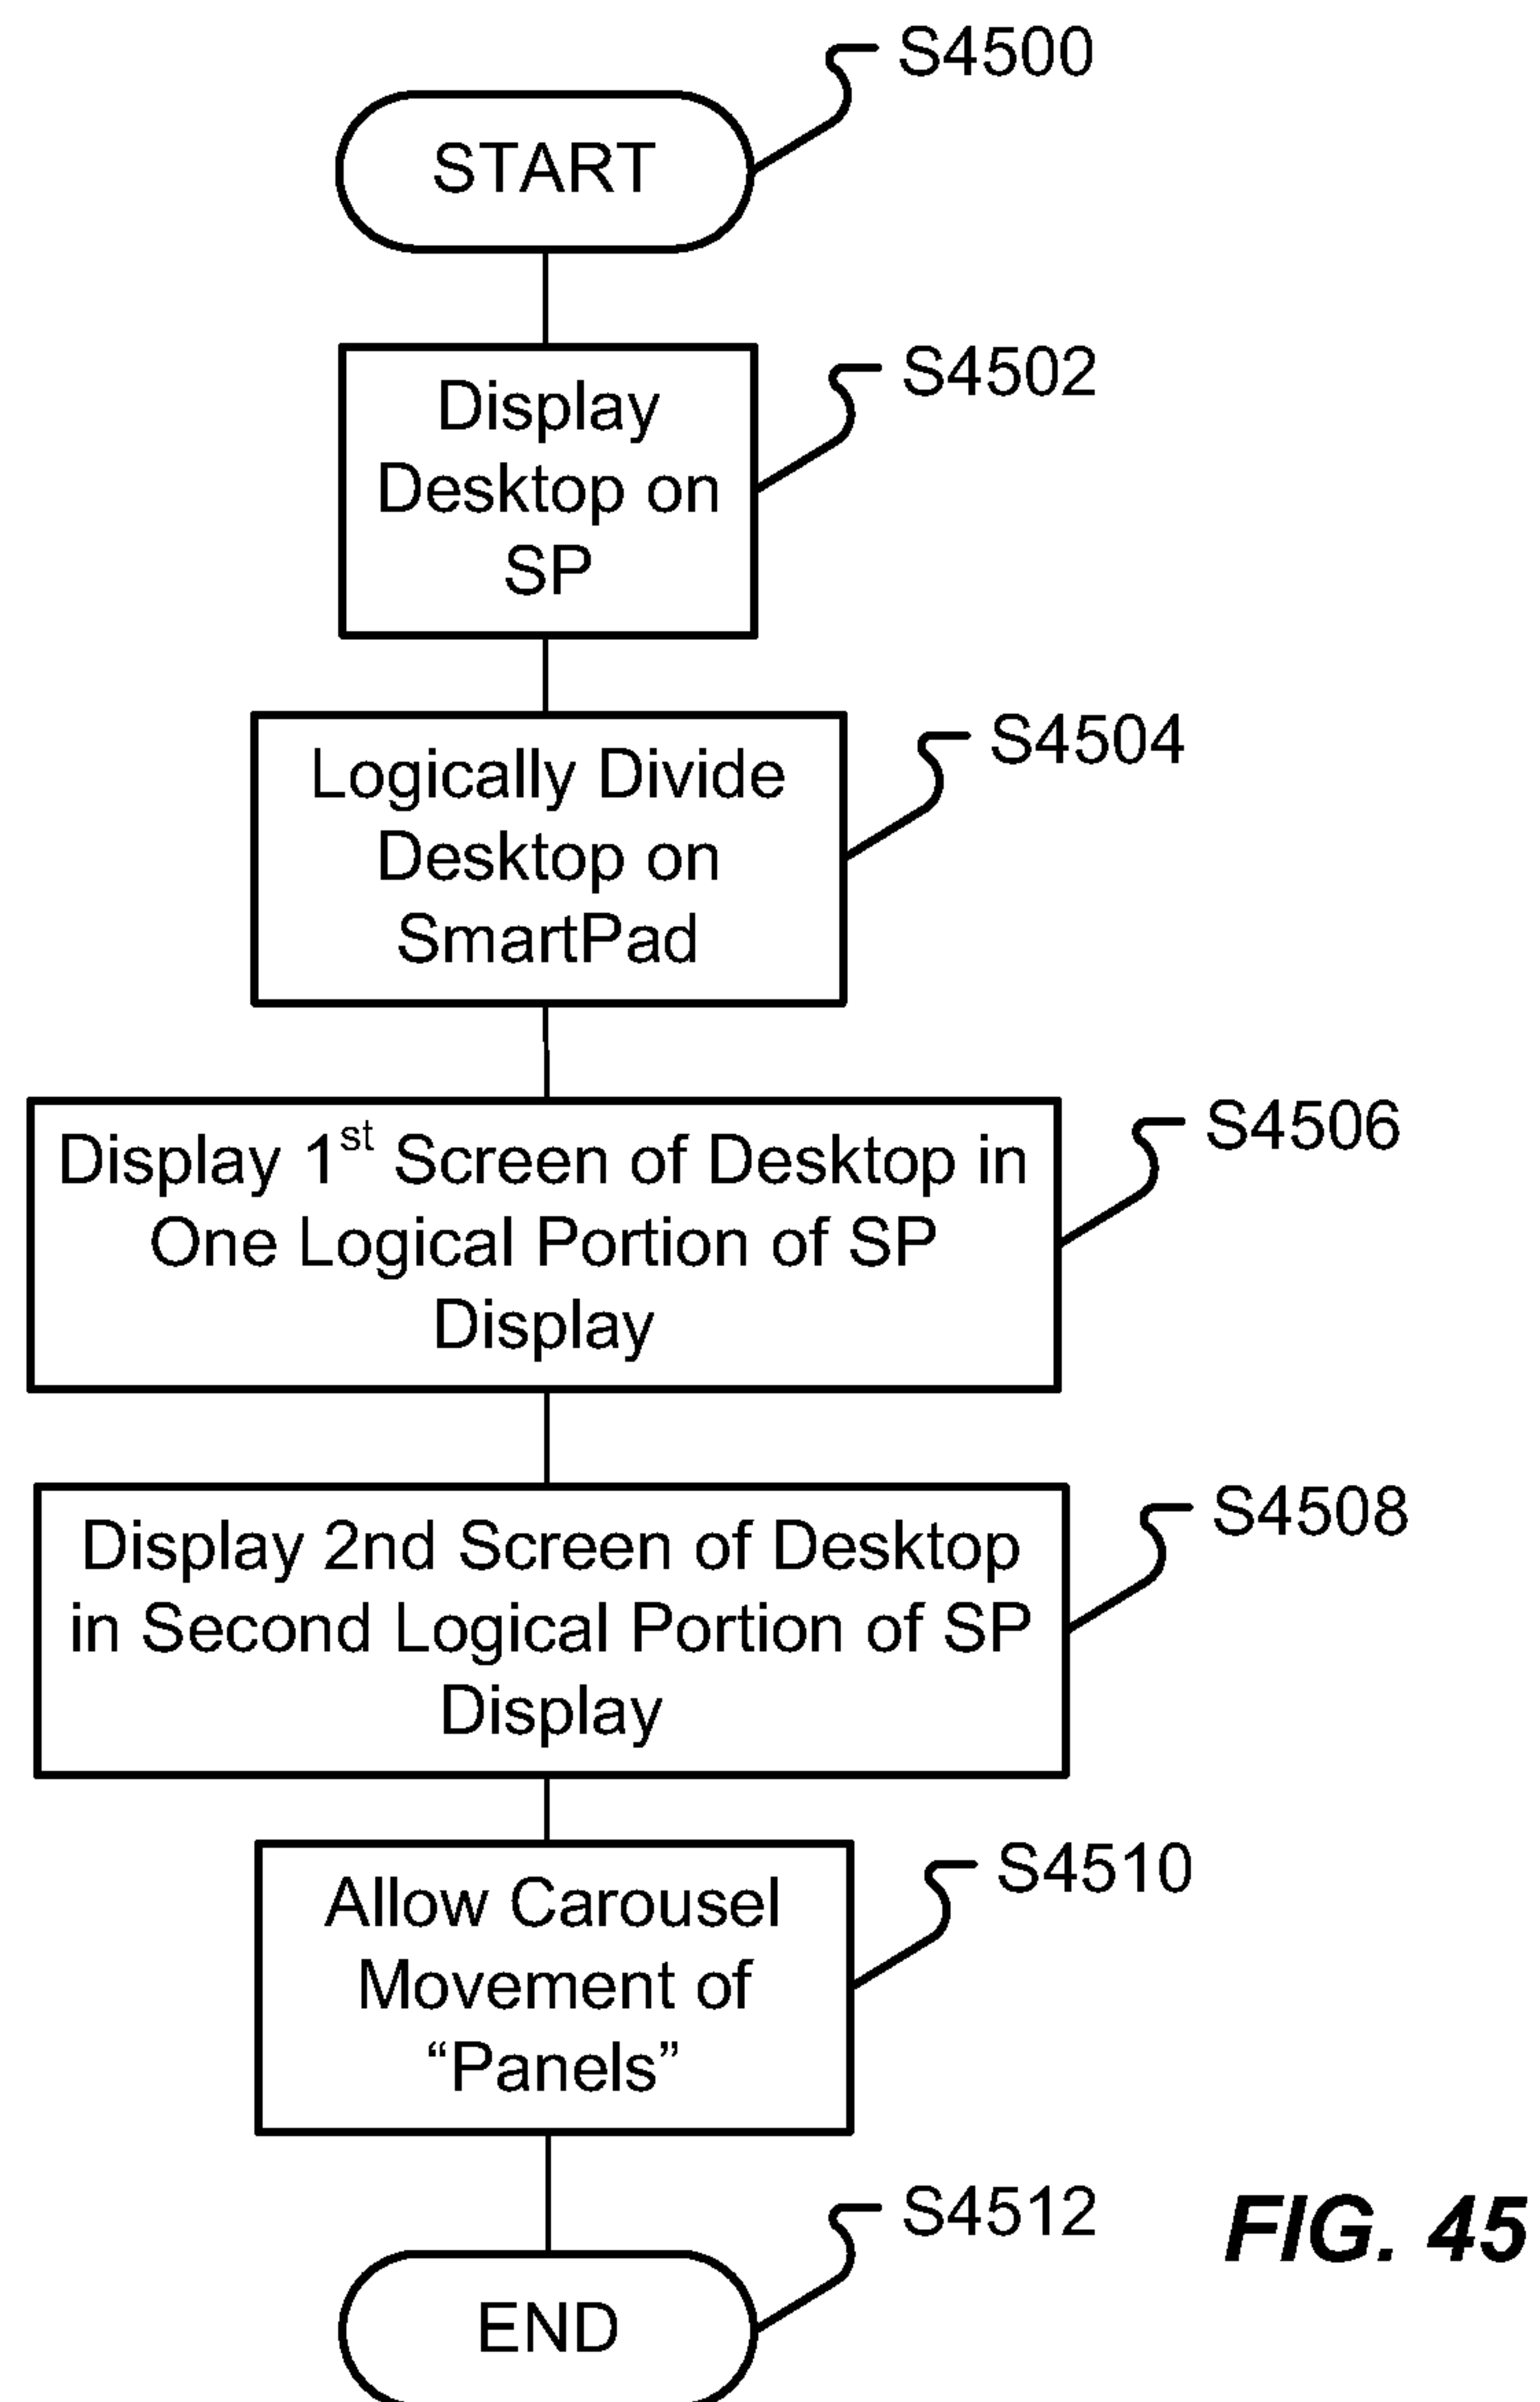 S4500
START
S4502
Display
Desktop on
SP
S4504
Logically Divide
Desktop on
SmartPad
S4506
Display 1st Screen of Desktop in
One Logical Portion of SP
Display
S4508
Display 2nd Screen of Desktop
in Second Logical Portion of SP
Display
S4510
Allow Carousel
Movement of
“Panels”
S4512
END
FIG. 45